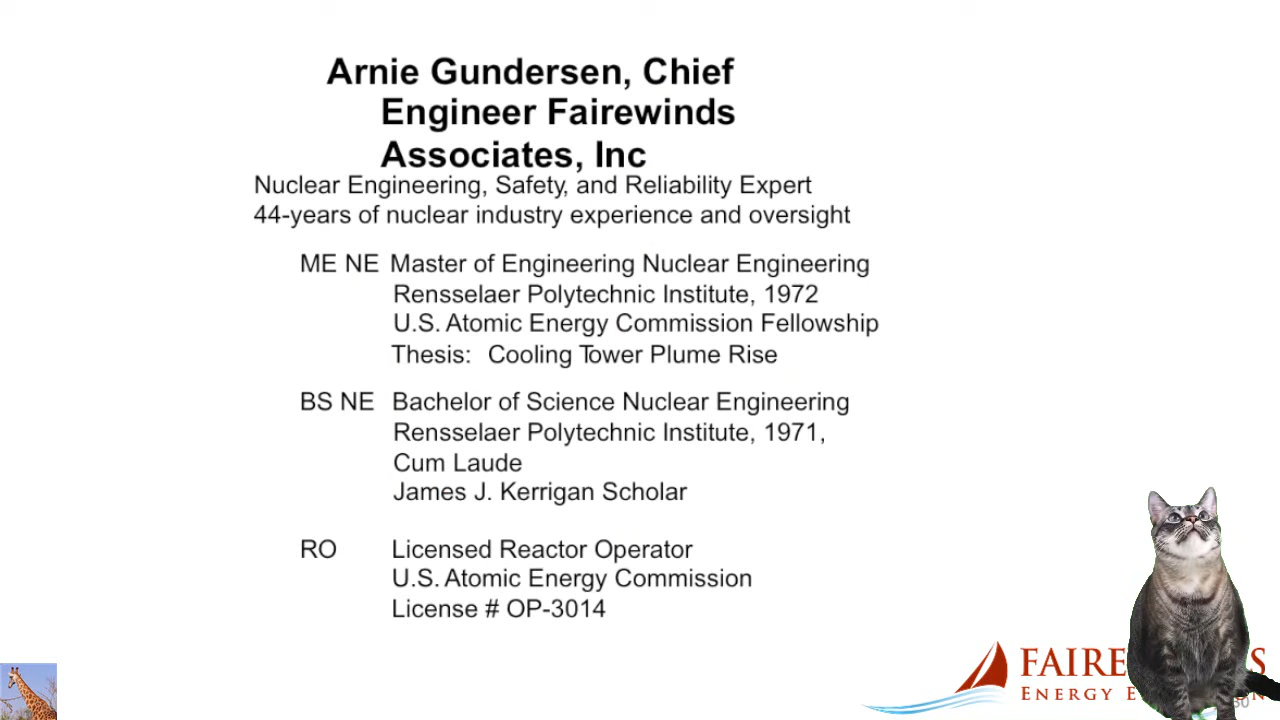 Arnie Gundersen, Chief
Engineer Fairewinds
Associates, Inc
Nuclear Engineering, Safety, and Reliability Expert
44-years of nuclear industry experience and oversight
ME NE Master of Engineering Nuclear Engineering
Rensselaer Polytechnic Institute, 1972
U.S. Atomic Energy Commission Fellowship
Thesis: Cooling Tower Plume Rise
BS NE Bachelor of Science Nuclear Engineering
Rensselaer Polytechnic Institute, 1971,
Cum Laude
James J. Kerrigan Scholar
RO Licensed Reactor Operator
U.S. Atomic Energy Commission
License # OP-3014
ENERGY